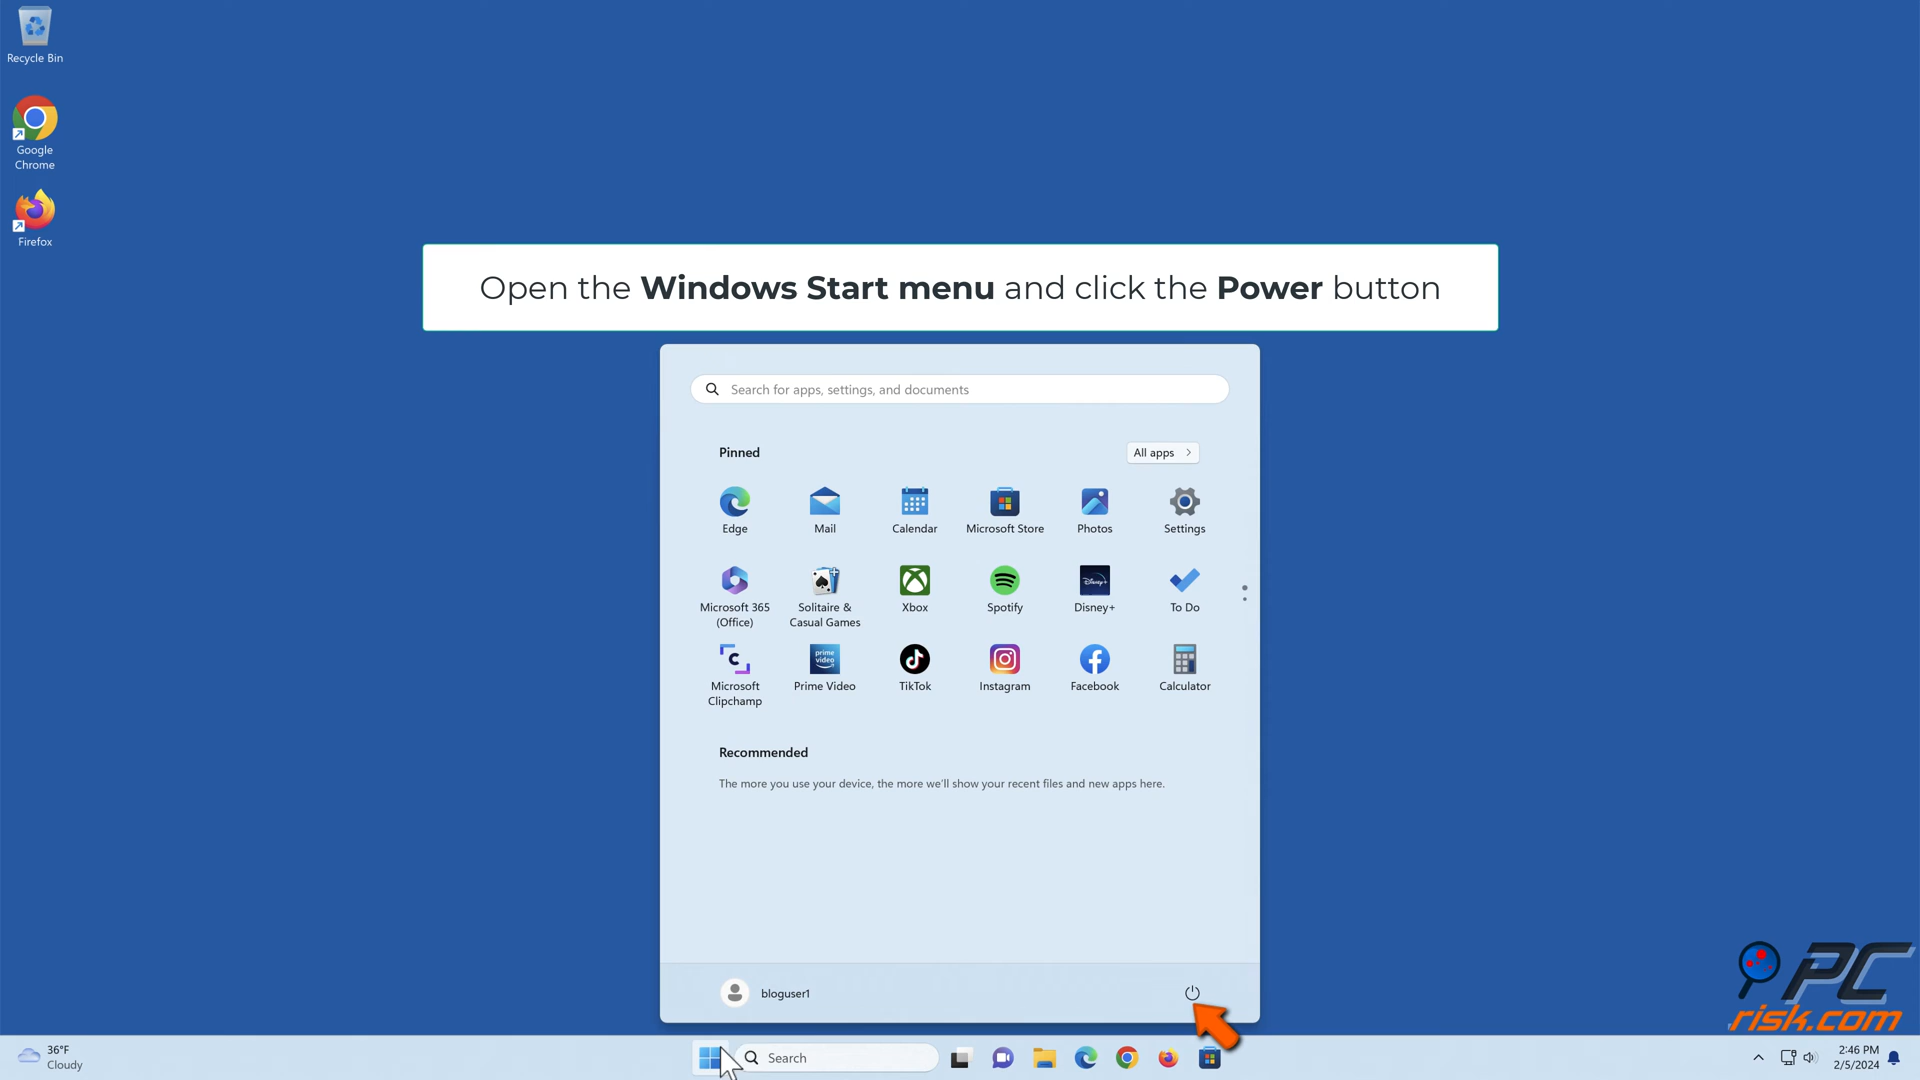 Recycle Bin
Google
Chrome
Firefox
Open the Windows Start menu and click the Power button
Search for apps, settings, and documents
Pinned
All apps
Edge
Mail
Calendar
Microsoft Store
Photos
Settings
Microsoft 365
(Office)
Solitaire &
Casual Games
Xbox
Spotify
Disney+
Disney+
To Do
prime
video
Microsoft
Clipchamp
Prime Video
TikTok
Instagram
Facebook
Calculator
Recommended
The more you use your device, the more we'll show your recent files and new apps here.
bloguser1
PC
risk.com
36°F
Cloudy
Search
2:46 PM
2/5/2024